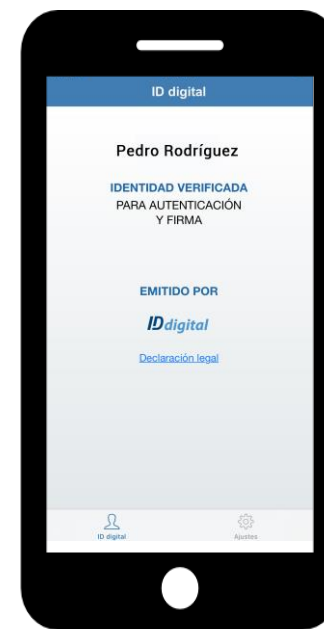 ID digital
Pedro Rodríguez
IDENTIDAD VERIFICADA
PARA AUTENTICACIÓN
Y FIRMA
EMITIDO POR
IDdigital
Declaración legal
ID digital
Ajustes